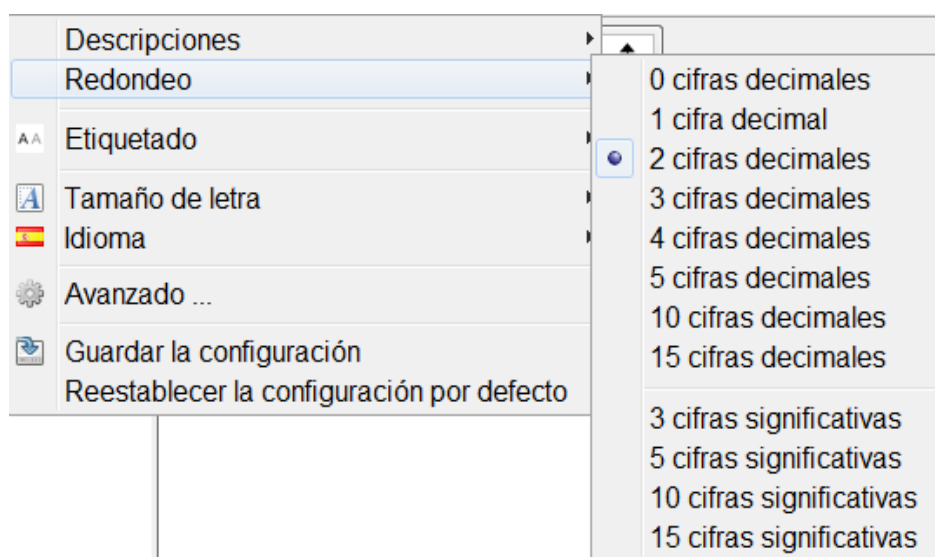 Descripciones
Redondeo
Etiquetado
Tamaño de letra
Idioma
Avanzado ...
Guardar la configuración
Reestablecer la configuración por defecto
0 cifras decimales
1 cifra decimal
2 cifras decimales
3 cifras decimales
4 cifras decimales
5 cifras decimales
10 cifras decimales
15 cifras decimales
3 cifras significativas
5 cifras significativas
10 cifras significativas
15 cifras significativas